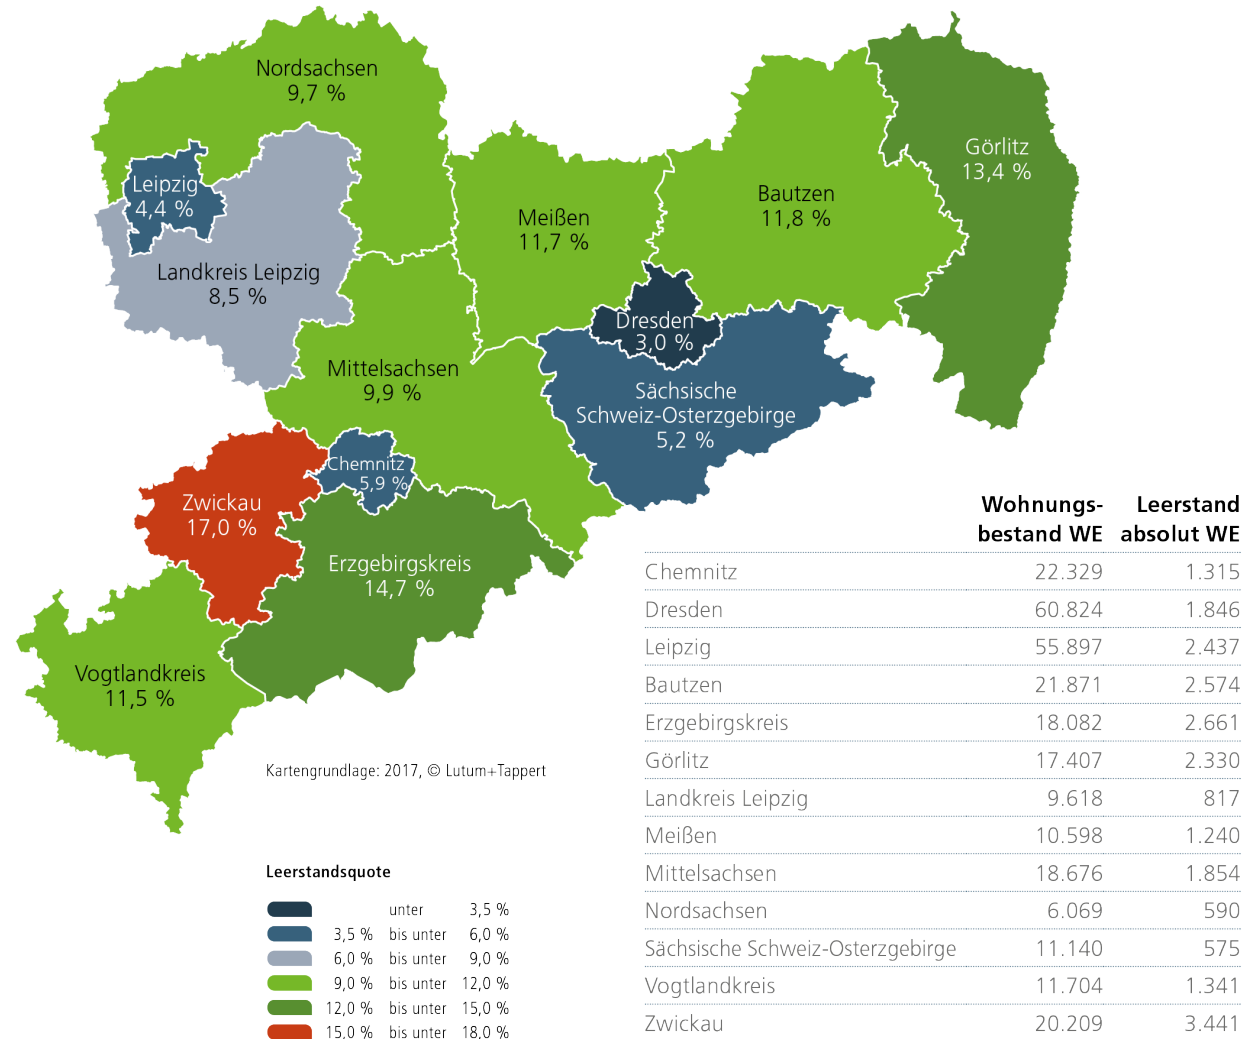 Nordsachsen
9,7 %
Leipzig
4,4 %
Landkreis Leipzig
8,5 %
Meißen
11,7 %
Bautzen
11,8 %
Görlitz
13,4 %
Dresden
3,0 %
Mittelsachsen
9,9 %
Sächsische
Schweiz-Osterzgebirge
5,2 %
Chemnitz
5,9 %
Zwickau
17,0 %
Erzgebirgskreis
14,7 %
Vogtlandkreis
11,5 %
Kartengrundlage: 2017, © Lutum+Tappert
Leerstandsquote
unter 3,5 %
3,5 % bis unter 6,0 %
6,0 % bis unter 9,0 %
9,0 % bis unter 12,0 %
12,0 % bis unter 15,0 %
15,0 % bis unter 18,0 %
Wohnungs- Leerstand
bestand WE absolut WE
Chemnitz 22.329 1.315
Dresden 60.824 1.846
Leipzig 55.897 2.437
Bautzen 21.871 2.574
Erzgebirgskreis 18.082 2.661
Görlitz 17.407 2.330
Landkreis Leipzig 9.618 817
Meißen 10.598 1.240
Mittelsachsen 18.676 1.854
Nordsachsen 6.069 590
Sächsische Schweiz-Osterzgebirge 11.140 575
Vogtlandkreis 11.704 1.341
Zwickau 20.209 3.441